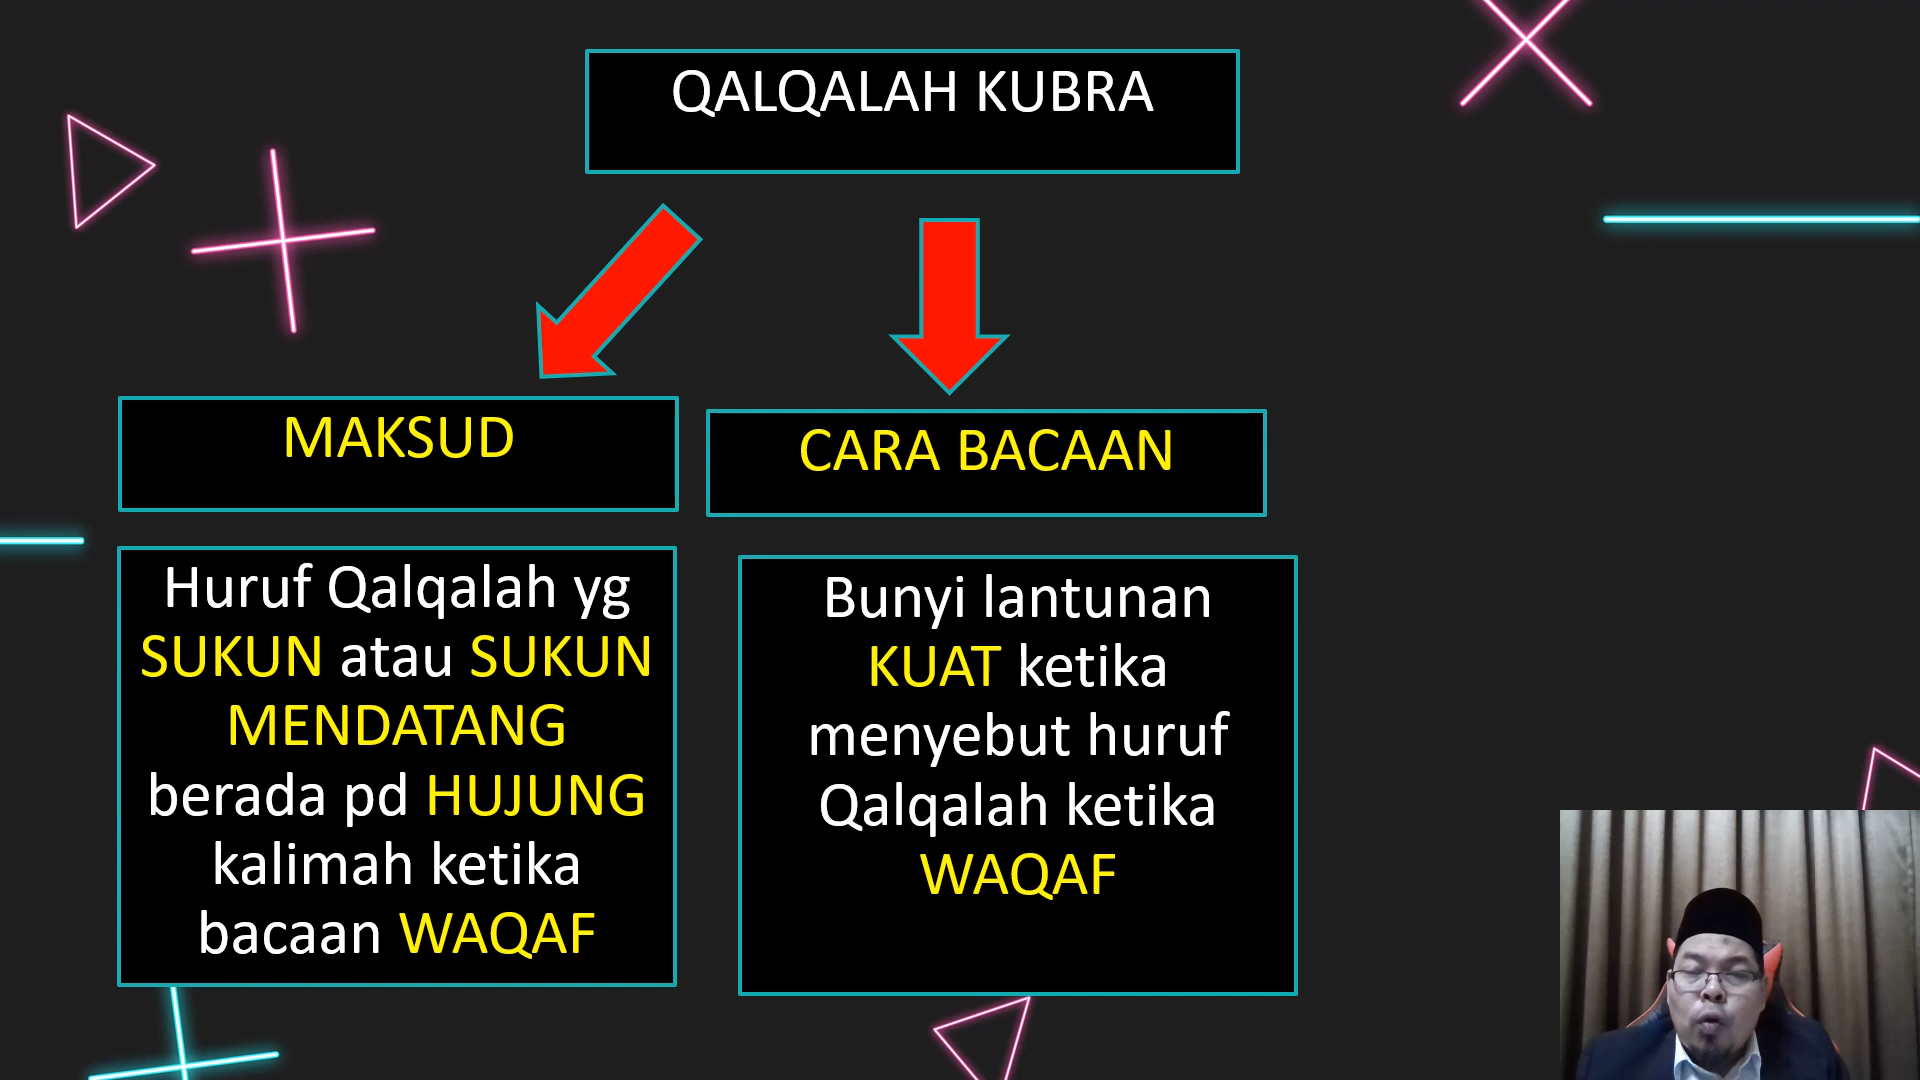 QALQALAH KUBRA
MAKSUD
CARA BACAAN
Huruf Qalqalah yg
SUKUN atau SUKUN
MENDATANG
berada pd HUJUNG
kalimah ketika
bacaan WAQAF
Bunyi lantunan
KUAT ketika
menyebut huruf
Qalqalah ketika
WAQAF